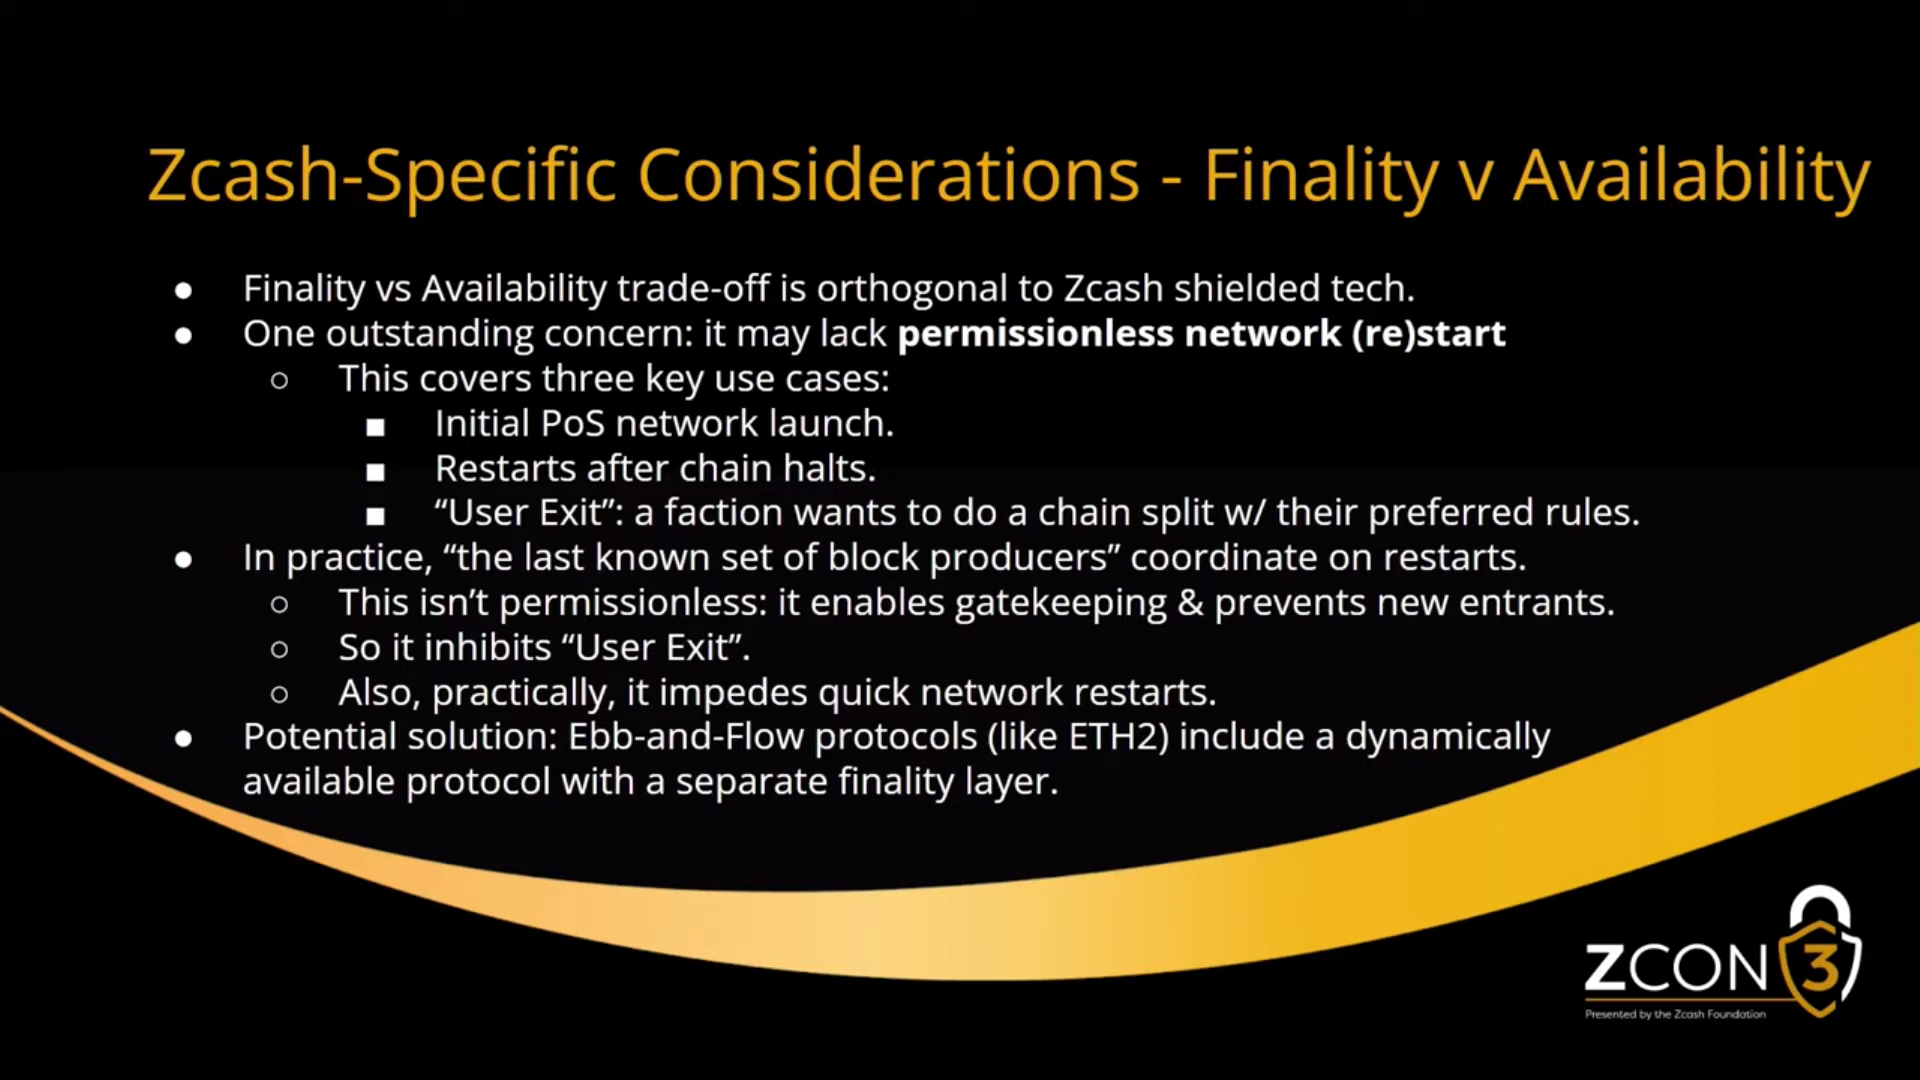 Zcash-Specific Considerations - Finality v Availability
● Finality vs Availability trade-off is orthogonal to Zcash shielded tech.
● One outstanding concern: it may lack permissionless network (re)start
○ This covers three key use cases:
■ Initial PoS network launch.
■ Restarts after chain halts.
■ “User Exit”: a faction wants to do a chain split w/ their preferred rules.
● In practice, “the last known set of block producers” coordinate on restarts.
○ This isn’t permissionless: it enables gatekeeping & prevents new entrants.
○ So it inhibits “User Exit”.
○ Also, practically, it impedes quick network restarts.
● Potential solution: Ebb-and-Flow protocols (like ETH2) include a dynamically
available protocol with a separate finality layer.
ZCON 3
Presented by the Zcash Foundation